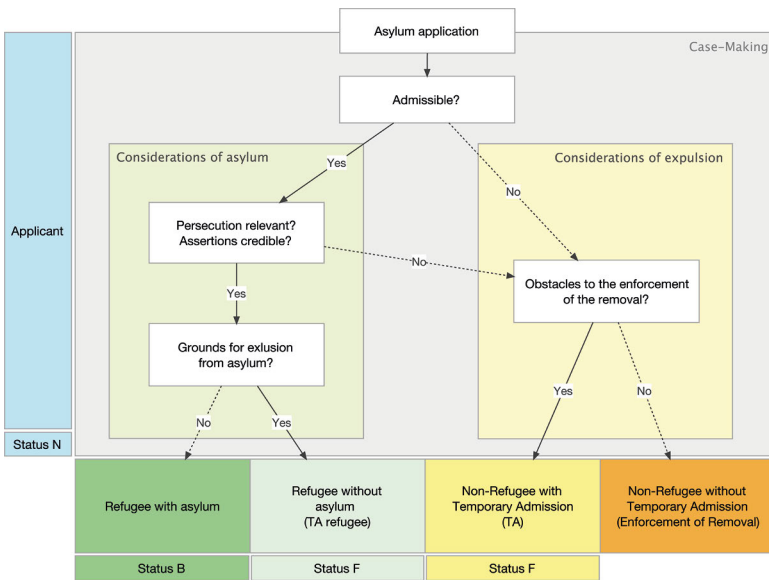 Asylum application
Case-Making
Admissible?
Considerations of asylum
Considerations of expulsion
Yes
No
Applicant
Persecution relevant?
Assertions credible?
No
Obstacles to the enforcement
of the removal?
Yes
Grounds for exlusion
from asylum?
Yes
No
No
Yes
Status N
Refugee with asylum
Refugee without
asylum
(TA refugee)
Non-Refugee with
Temporary Admission
(TA)
Non-Refugee without
Temporary Admission
(Enforcement of Removal)
Status B
Status F
Status F